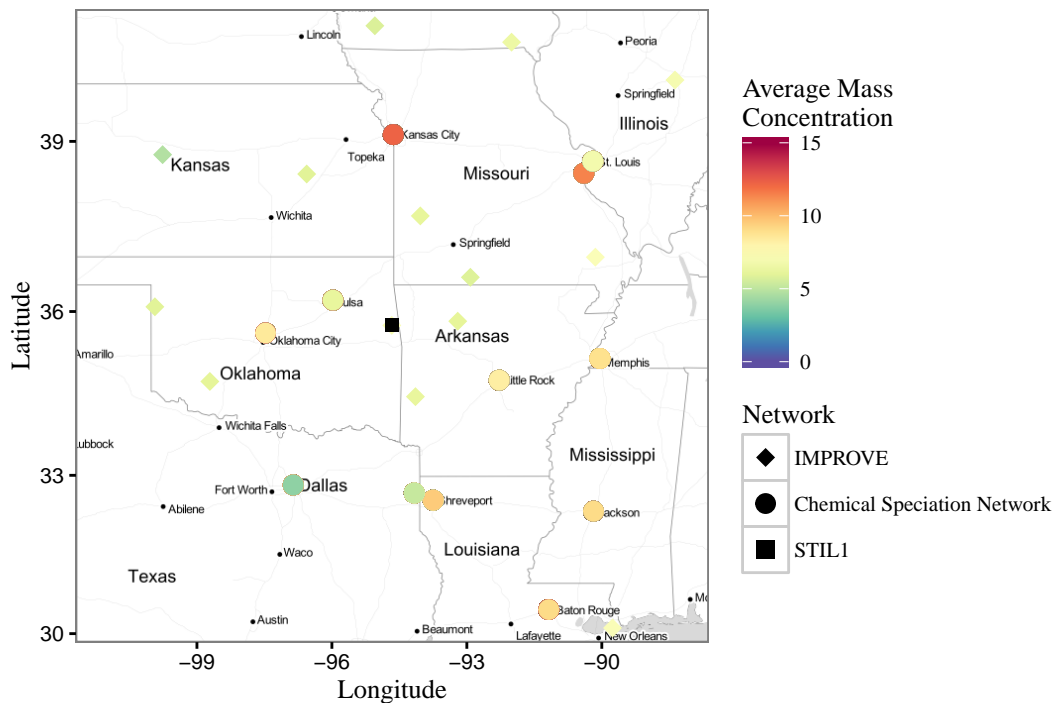 Lincoln
Peoria
Springfield
Illinois
Kansas City
Topeka
39
Kansas
Missouri
St. Louis
Wichita
Springfield
36
Tulsa
Oklahoma City
Arkansas
Amarillo
Memphis
Oklahoma
Little Rock
Wichita Falls
Lubbock
Mississippi
33
Fort Worth
Dallas
Shreveport
Abilene
Jackson
Louisiana
Waco
Texas
Baton Rouge
Austin
Beaumont
Lafayette
New Orleans
Mo
30
−99
−96
−93
−90
Longitude
Latitude
Average Mass
Concentration
15
10
5
0
Network
IMPROVE
Chemical Speciation Network
STIL1